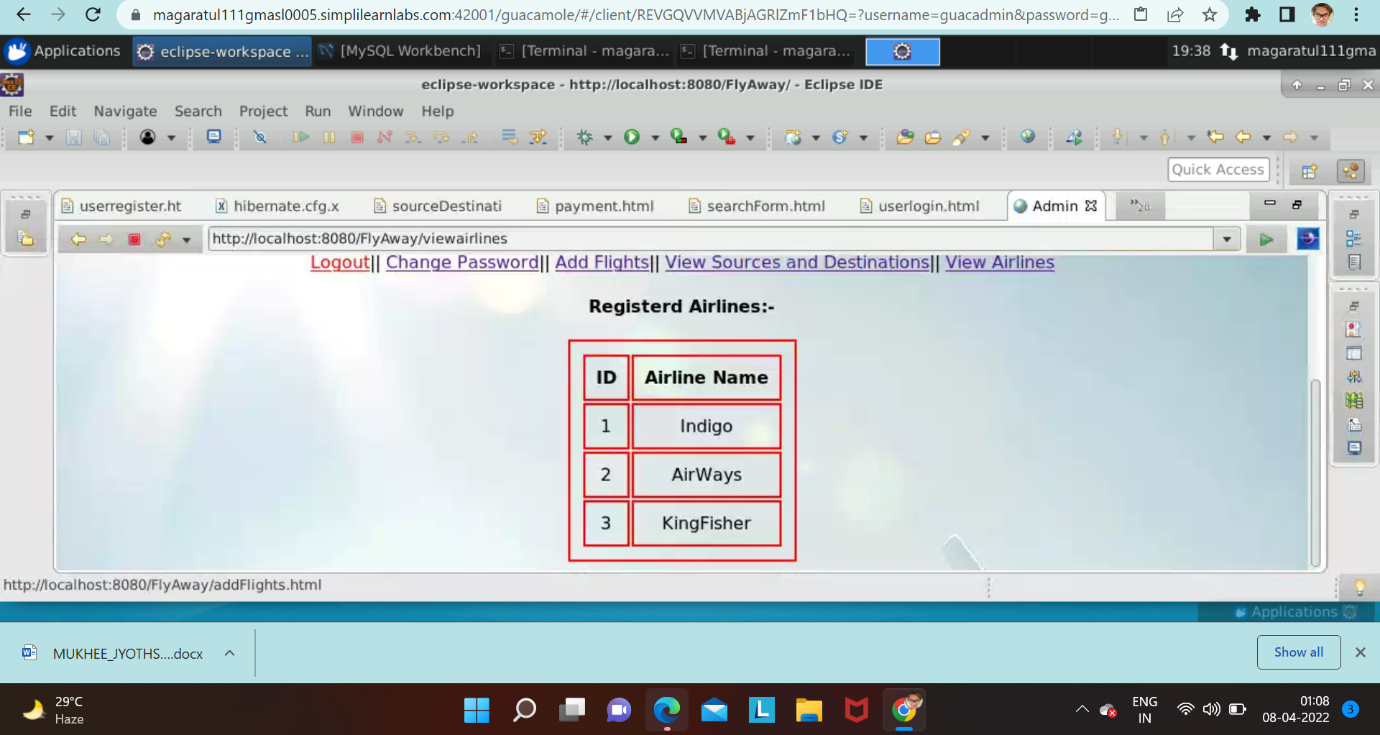 magaratul111gmasl0005.simplilearnlabs.com:42001/guacamole/#/client/REVGQVVMVABjAGRlZmF1bHQ=?username=guacadmin&password=g...
Applications eclipse-workspace ... [MySQL Workbench] [Terminal - magara... [Terminal - magara... 19:38 magaratul111gma
eclipse-workspace - http://localhost:8080/FlyAway/ - Eclipse IDE
File Edit Navigate Search Project Run Window Help
Quick Access
userregister.ht hibernate.cfg.x sourceDestinati payment.html searchForm.html userlogin.html Admin
http://localhost:8080/FlyAway/viewairlines
Logout|| Change Password|| Add Flights|| View Sources and Destinations|| View Airlines
Registerd Airlines:-
ID Airline Name
1 Indigo
2 AirWays
3 KingFisher
http://localhost:8080/FlyAway/addFlights.html
Applications
MUKHEE_JYOTHS....docx Show all
29°C ENG 01:08
Haze IN 08-04-2022 3